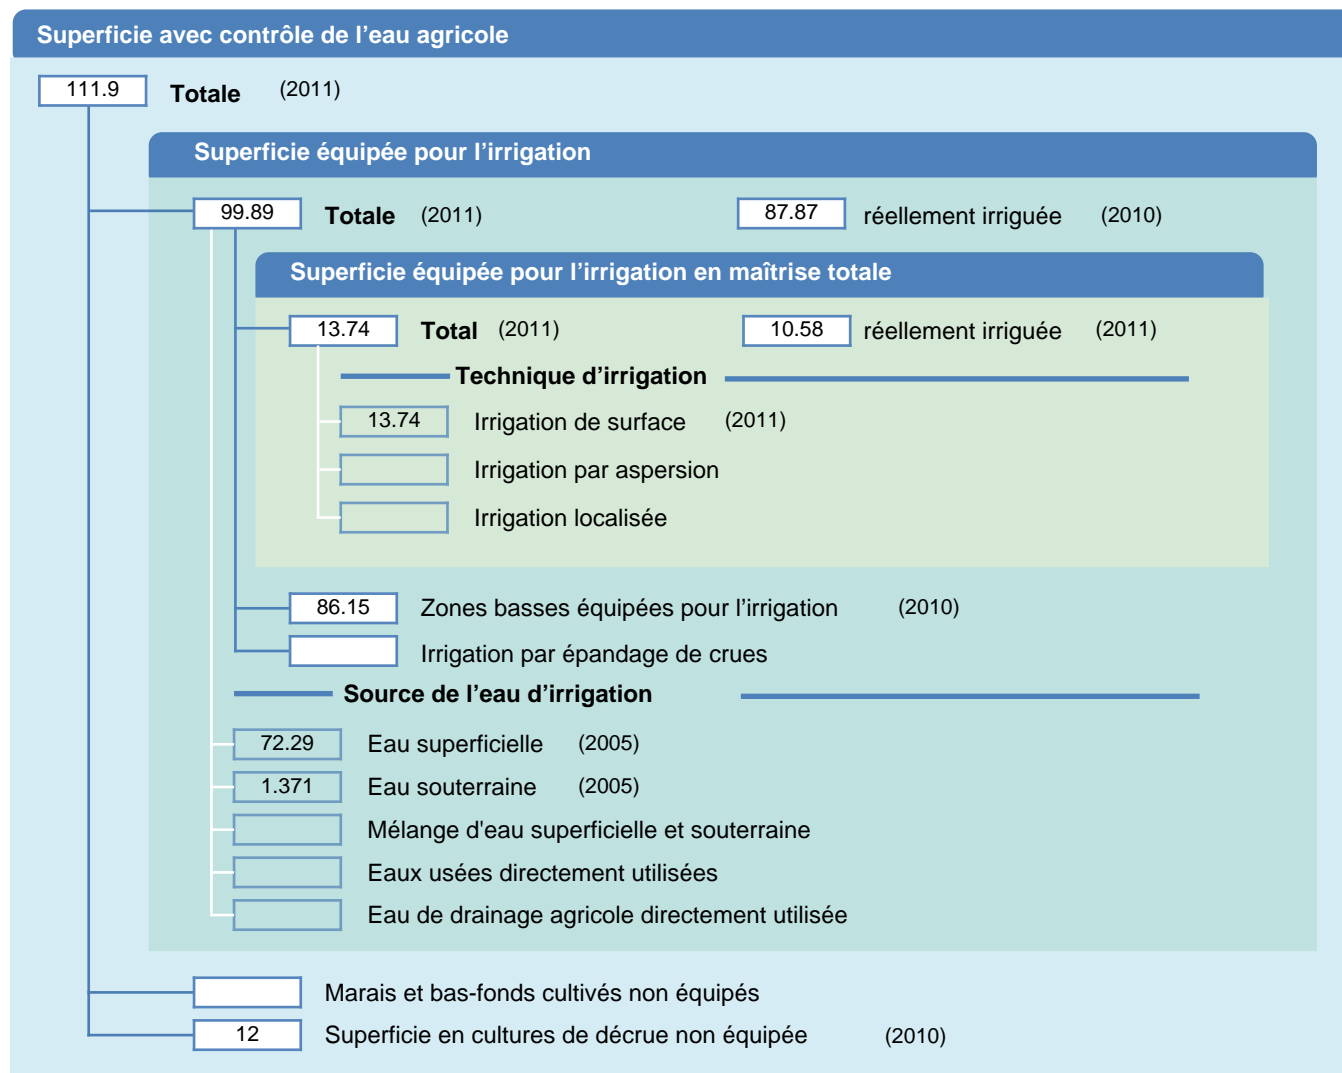 Superficie avec contrôle de l'eau agricole
111.9 Totale (2011)
Superficie équipée pour l'irrigation
99.89 Totale (2011) 87.87 réellement irriguée (2010)
Superficie équipée pour l'irrigation en maîtrise totale
13.74 Total (2011) 10.58 réellement irriguée (2011)
Technique d'irrigation
13.74 Irrigation de surface (2011)
Irrigation par aspersion
Irrigation localisée
86.15 Zones basses équipées pour l'irrigation (2010)
Irrigation par épandage de crues
Source de l'eau d'irrigation
72.29 Eau superficielle (2005)
1.371 Eau souterraine (2005)
Mélange d'eau superficielle et souterraine
Eaux usées directement utilisées
Eau de drainage agricole directement utilisée
Marais et bas-fonds cultivés non équipés
12 Superficie en cultures de décrue non équipée (2010)